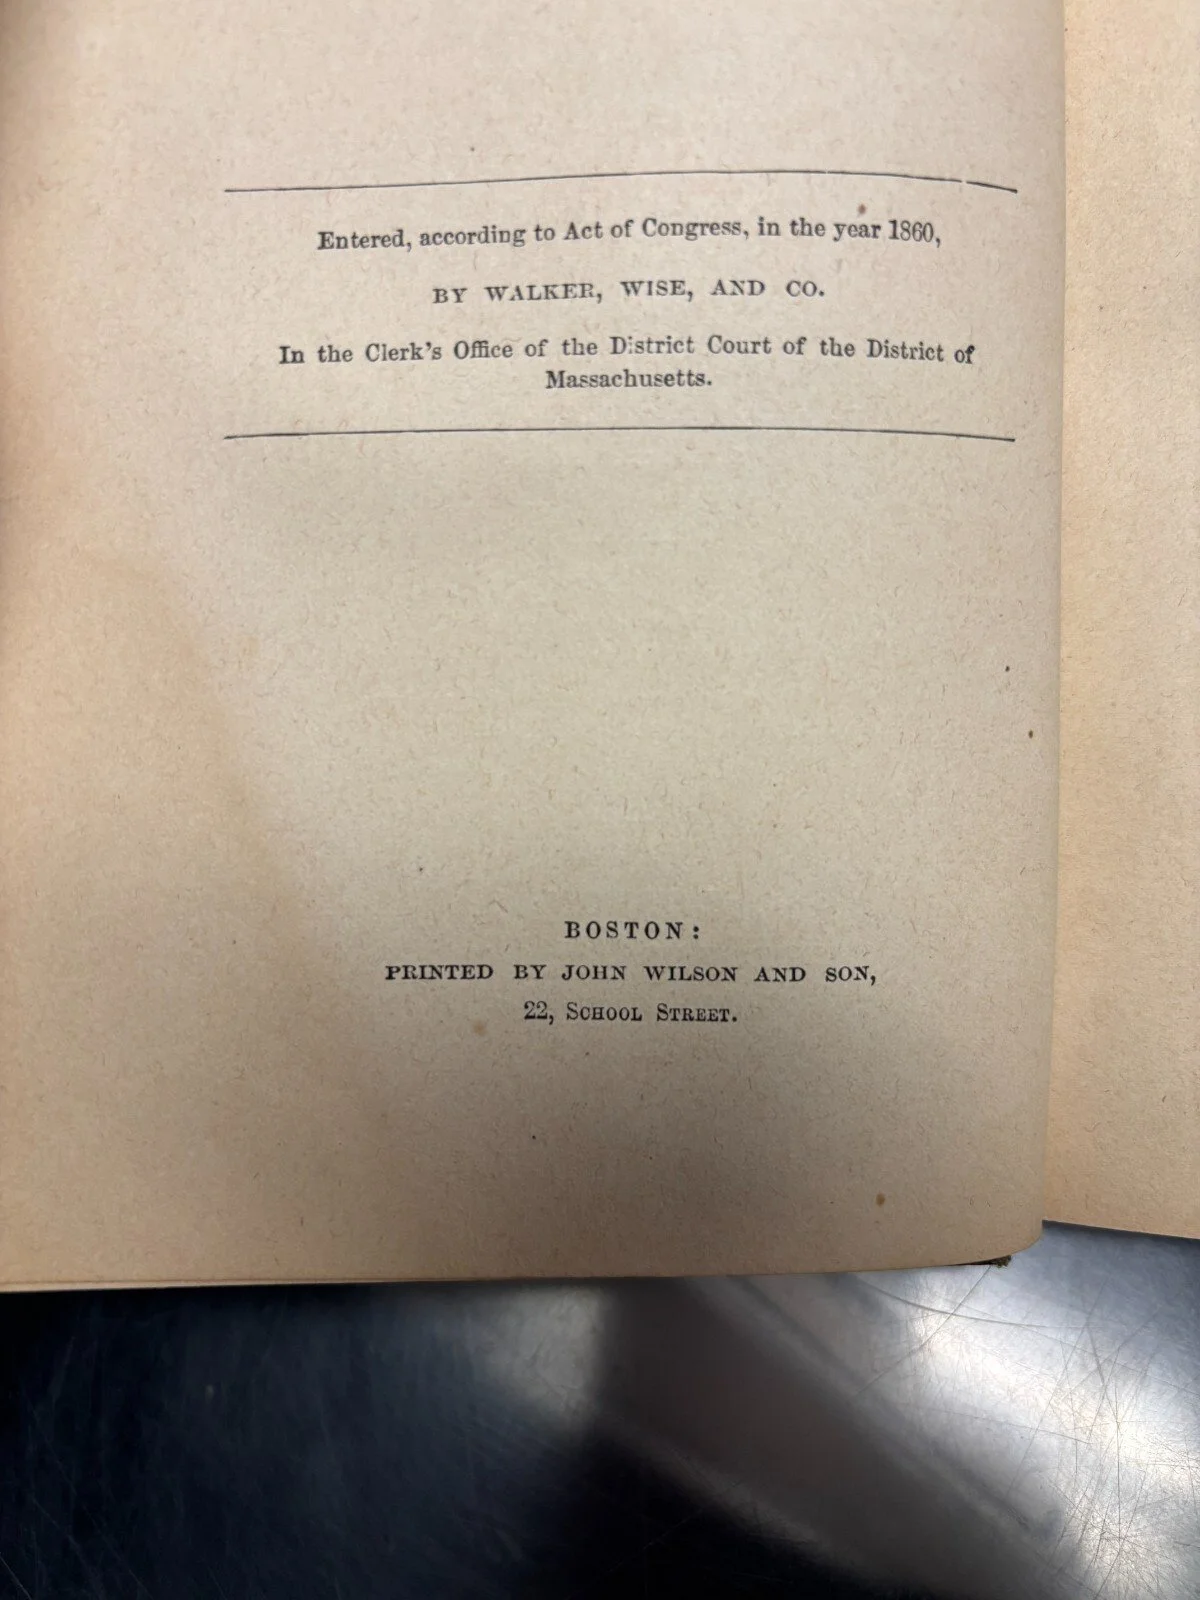 Entered, according to Act of Congress, in the year 1860,
BY WALKER, WISE, AND CO.
In the Clerk's Office of the District Court of the District of
Massachusetts.
BOSTON:
PRINTED BY JOHN WILSON AND SON,
22, SCHOOL STREET.